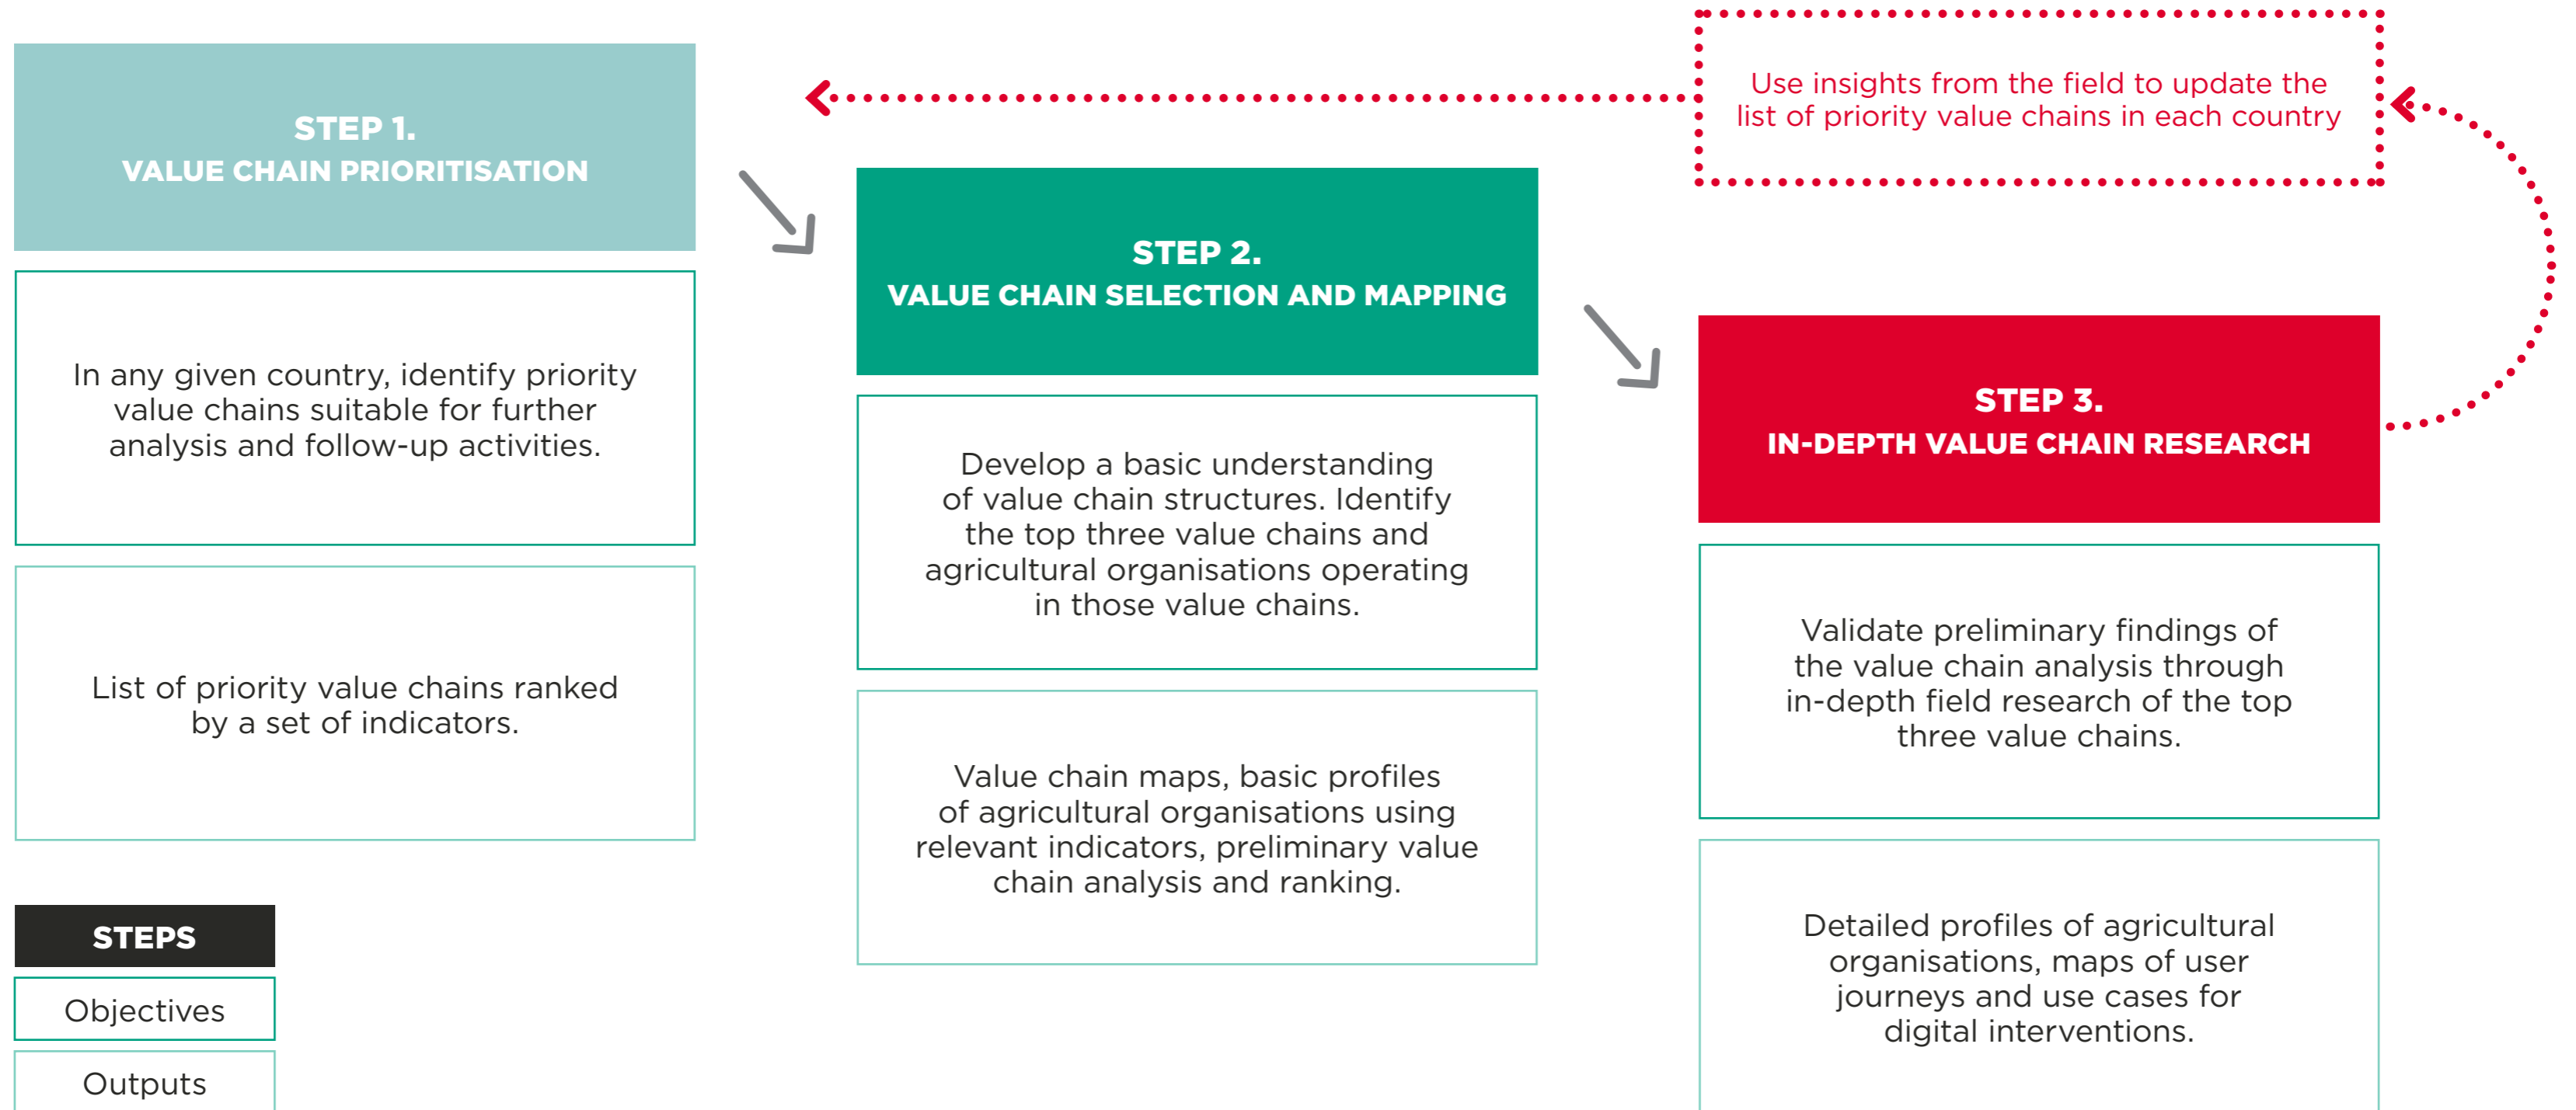 STEP 1.
VALUE CHAIN PRIORITISATION
In any given country, identify priority
value chains suitable for further
analysis and follow-up activities.
List of priority value chains ranked
by a set of indicators.
STEP 2.
VALUE CHAIN SELECTION AND MAPPING
Develop a basic understanding
of value chain structures. Identify
the top three value chains and
agricultural organisations operating
in those value chains.
Value chain maps, basic profiles
of agricultural organisations using
relevant indicators, preliminary value
chain analysis and ranking.
STEP 3.
IN-DEPTH VALUE CHAIN RESEARCH
Validate preliminary findings of
the value chain analysis through
in-depth field research of the top
three value chains.
Detailed profiles of agricultural
organisations, maps of user
journeys and use cases for
digital interventions.
Use insights from the field to update the
list of priority value chains in each country
STEPS
Objectives
Outputs